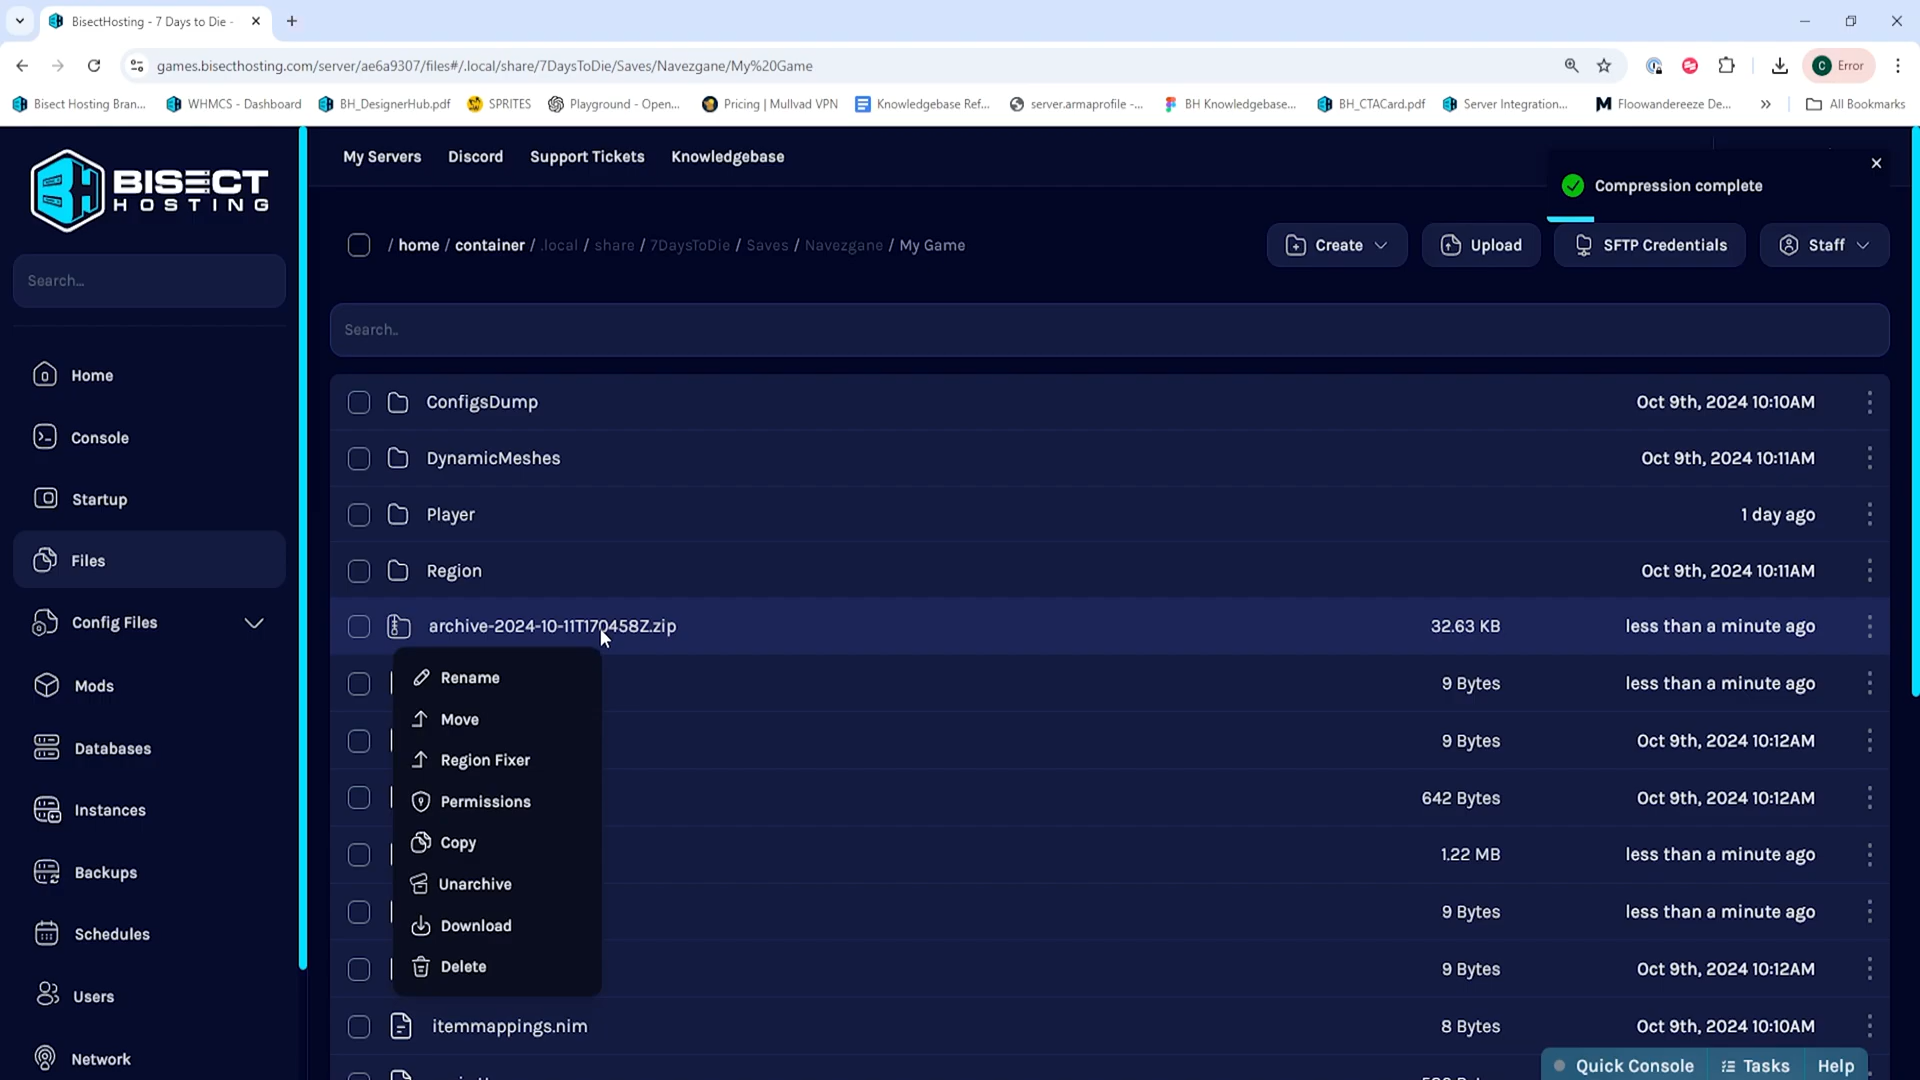 BisectHosting - 7 Days to Die -
games.bisecthosting.com/server/ae6a9307/files#/.local/share/7DaysToDie/Saves/Navezgane/My%20Game
C Error
Bisect Hosting Bran...
WHMCS - Dashboard
BH_DesignerHub.pdf
SPRITES
Playground - Open...
Pricing | Mullvad VPN
Knowledgebase Ref...
server.armaprofile -...
BH Knowledgebase...
BH_CTACard.pdf
Server Integration...
Floowandereeze De...
All Bookmarks
BISECT
HOSTING
My Servers
Discord
Support Tickets
Knowledgebase
Compression complete
/ home / container / .local / share / 7DaysToDie / Saves / Navezgane / My Game
Create
Upload
SFTP Credentials
Staff
Search...
Search..
Home
Console
Startup
Files
Config Files
Mods
Databases
Instances
Backups
Schedules
Users
Network
ConfigsDump Oct 9th, 2024 10:10AM
DynamicMeshes Oct 9th, 2024 10:11AM
Player 1 day ago
Region Oct 9th, 2024 10:11AM
archive-2024-10-11T170458Z.zip 32.63 KB less than a minute ago
9 Bytes less than a minute ago
9 Bytes Oct 9th, 2024 10:12AM
642 Bytes Oct 9th, 2024 10:12AM
1.22 MB less than a minute ago
9 Bytes less than a minute ago
9 Bytes Oct 9th, 2024 10:12AM
itemmappings.nim 8 Bytes Oct 9th, 2024 10:10AM
Rename
Move
Region Fixer
Permissions
Copy
Unarchive
Download
Delete
Quick Console
Tasks
Help